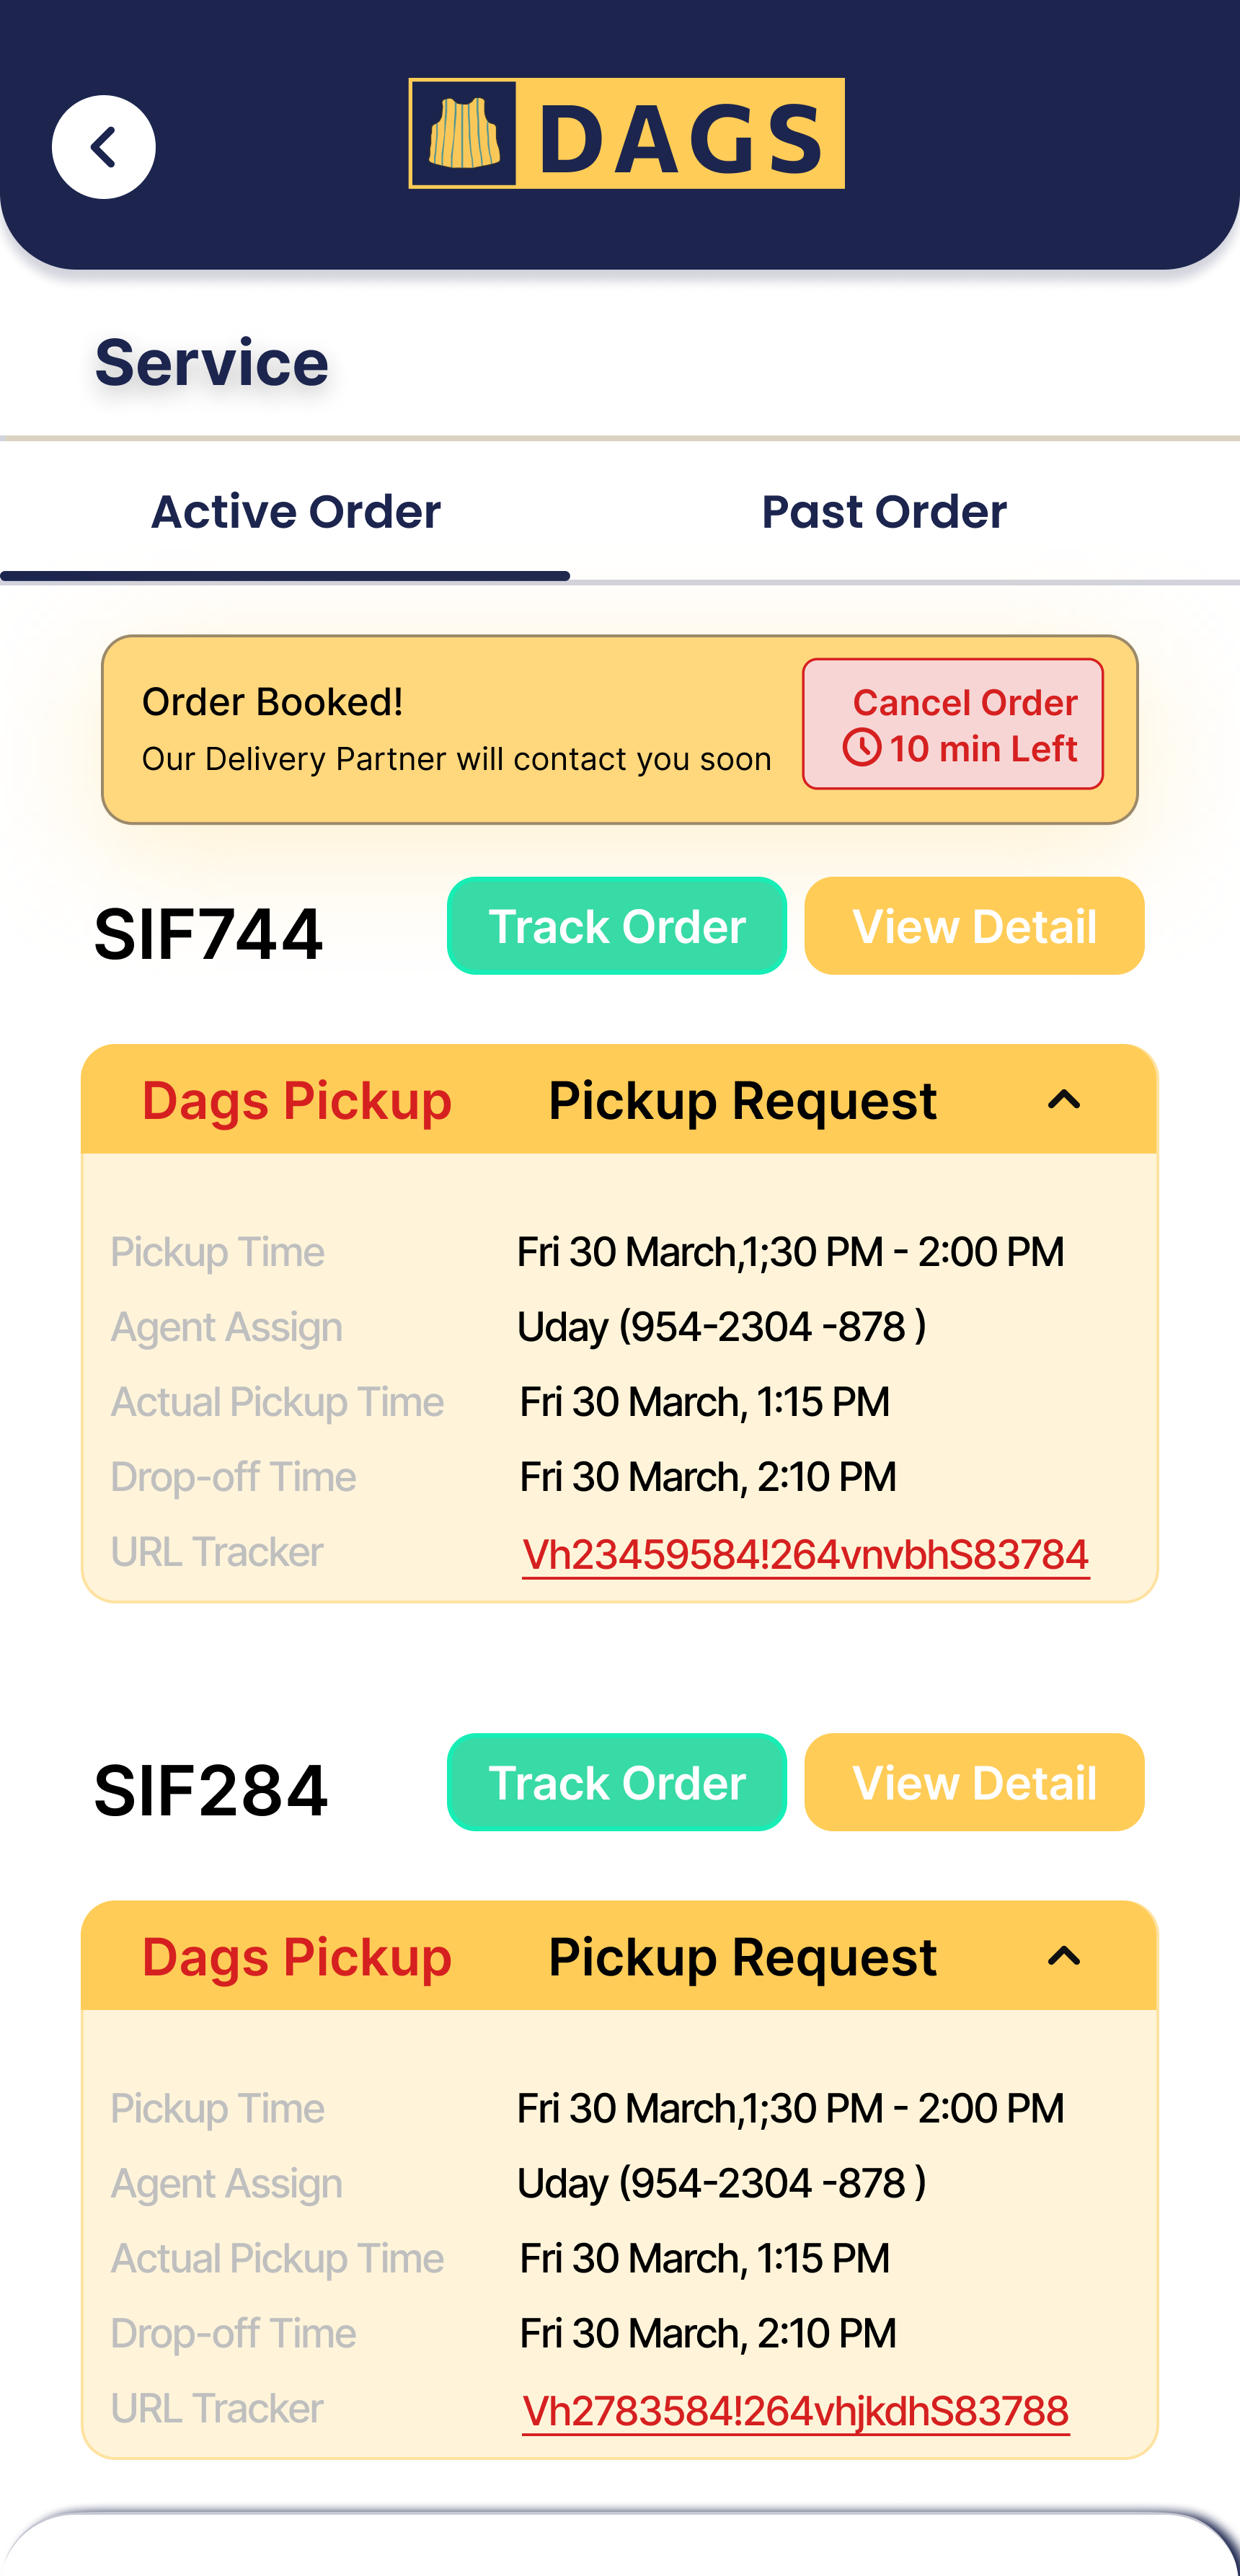 DAGS
Service
Active Order Past Order
Order Booked!
Our Delivery Partner will contact you soon
Cancel Order
10 min Left
SIF744 Track Order View Detail
Dags Pickup Pickup Request
Pickup Time Fri 30 March,1;30 PM - 2:00 PM
Agent Assign Uday (954-2304 -878 )
Actual Pickup Time Fri 30 March, 1:15 PM
Drop-off Time Fri 30 March, 2:10 PM
URL Tracker Vh23459584!264vnvbhS83784
SIF284 Track Order View Detail
Dags Pickup Pickup Request
Pickup Time Fri 30 March,1;30 PM - 2:00 PM
Agent Assign Uday (954-2304 -878 )
Actual Pickup Time Fri 30 March, 1:15 PM
Drop-off Time Fri 30 March, 2:10 PM
URL Tracker Vh2783584!264vhjkdhS83788